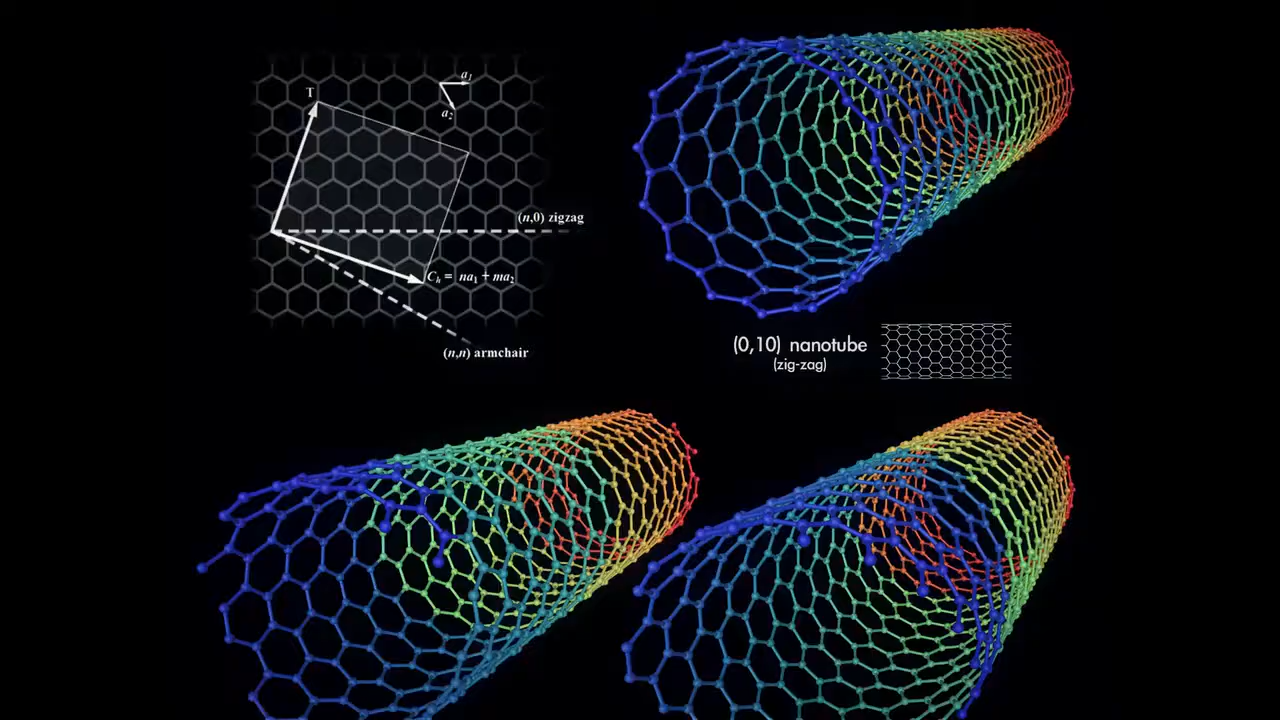 a₁
a₂
T
(n,0) zigzag
Cₕ = na₁ + ma₂
(n,n) armchair
(0,10) nanotube
(zig-zag)